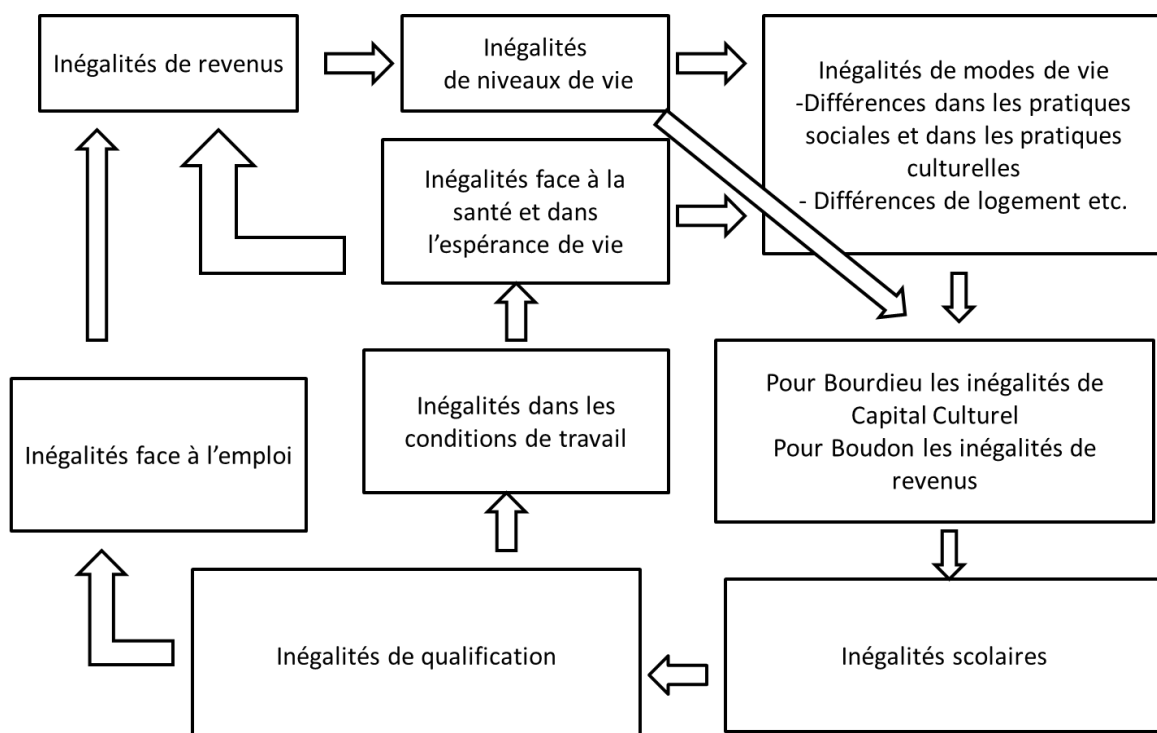 Inégalités de revenus
Inégalités
de niveaux de vie
Inégalités de modes de vie
-Différences dans les pratiques
sociales et dans les pratiques
culturelles
- Différences de logement etc.
Inégalités face à la
santé et dans
l’espérance de vie
Inégalités face à l’emploi
Inégalités dans les
conditions de travail
Pour Bourdieu les inégalités de
Capital Culturel
Pour Boudon les inégalités de
revenus
Inégalités de qualification
Inégalités scolaires